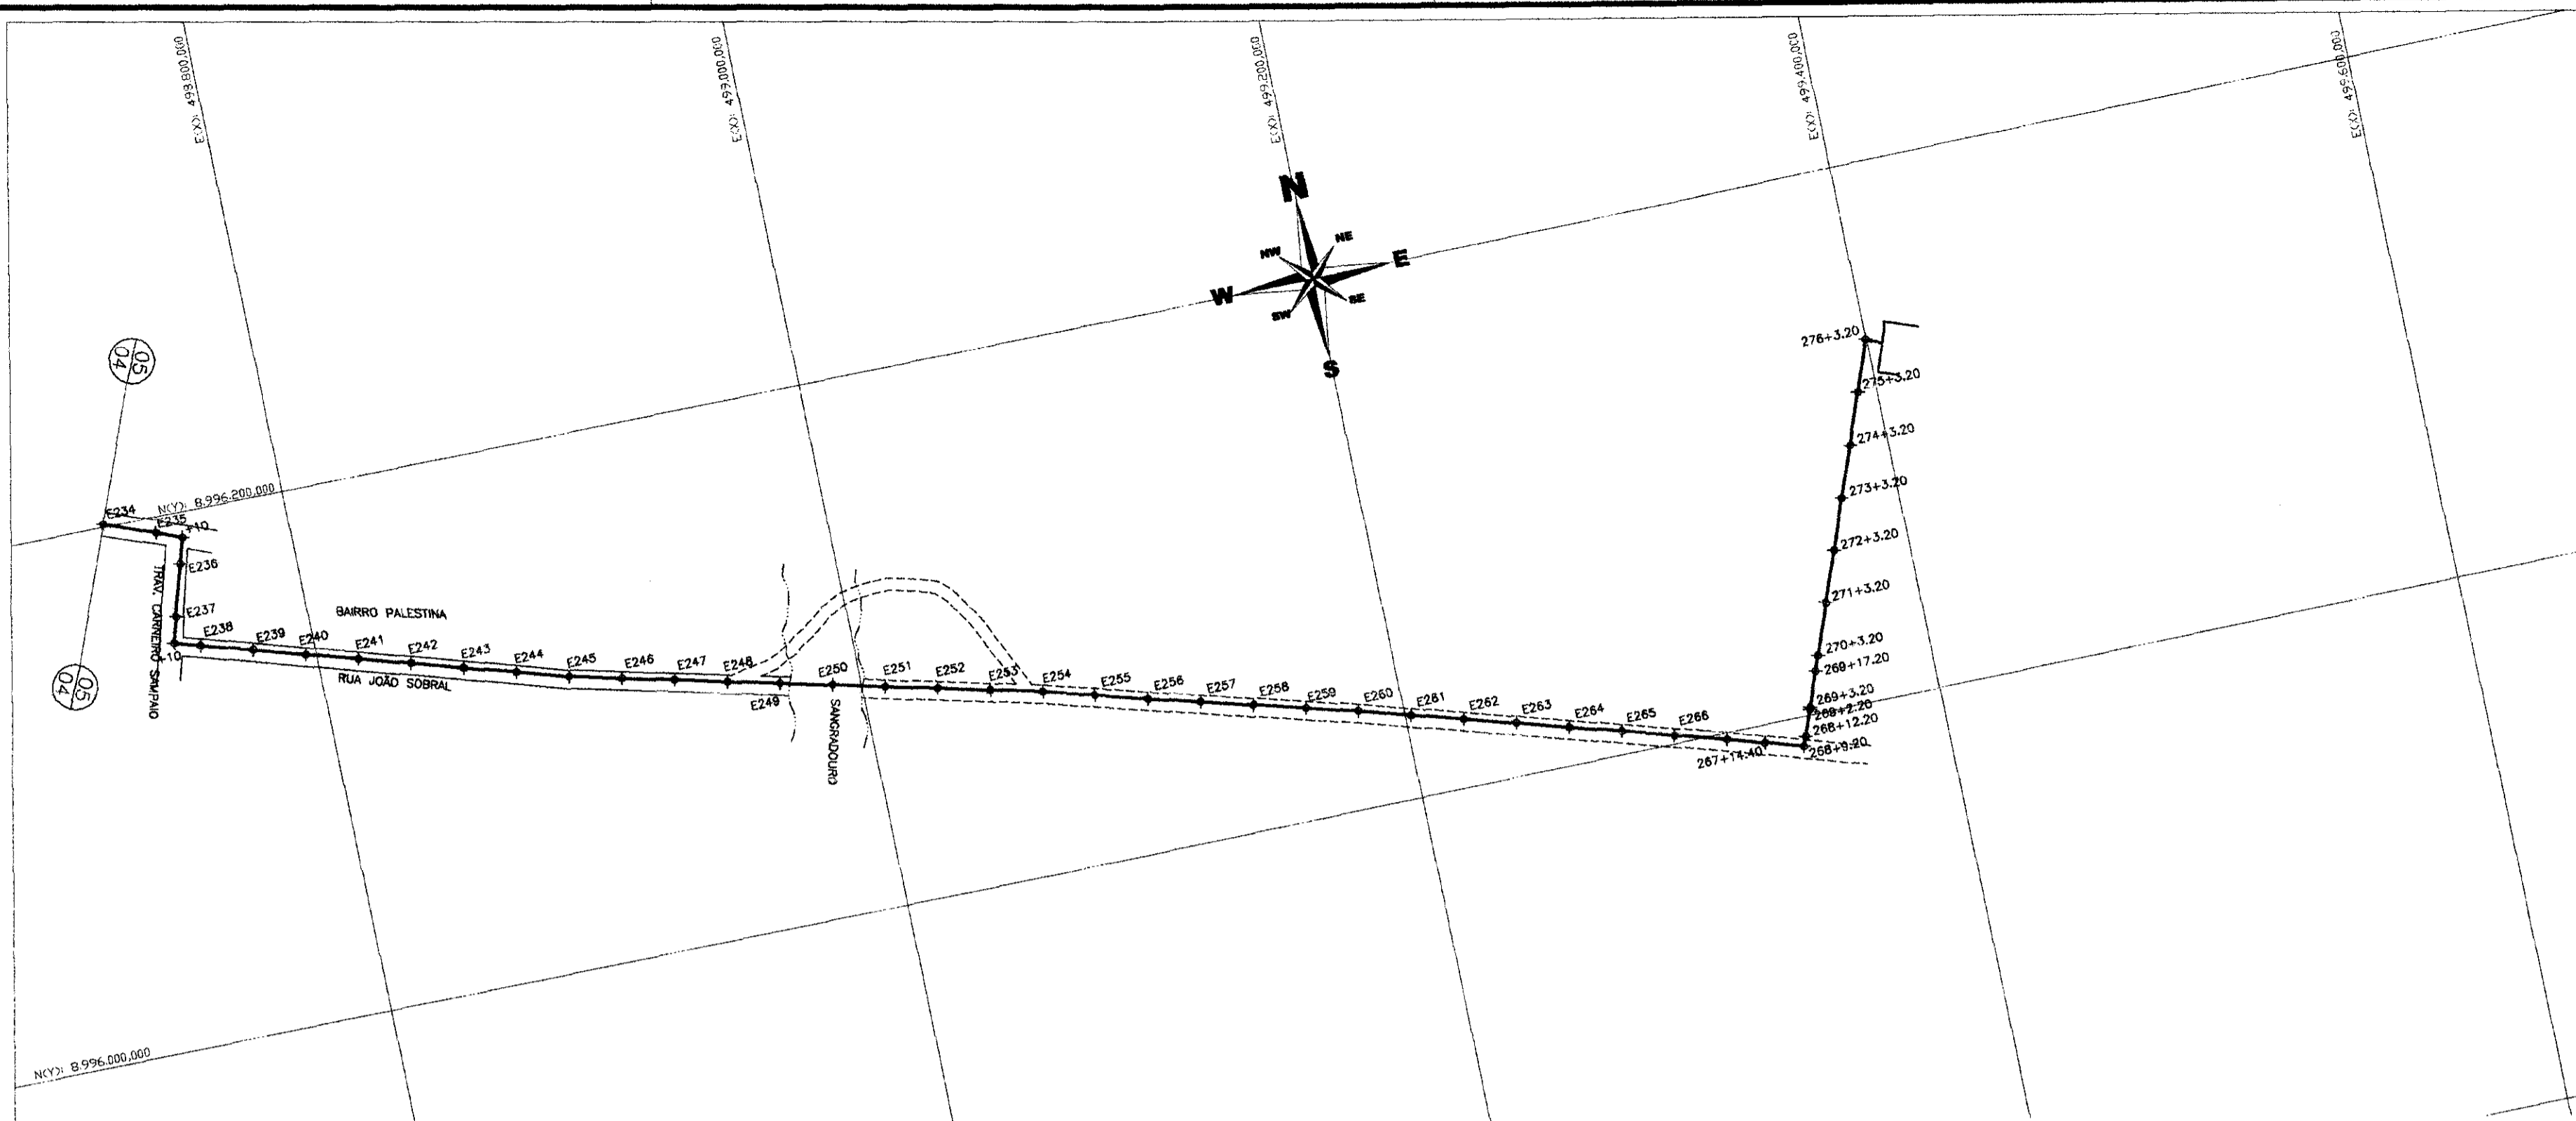 E(X): 498.800,000
E(X): 499.000,000
E(X): 499.200,000
E(X): 499.400,000
E(X): 499.600,000
N
NW
NE
W
E
SW
SE
S
05
04
N(Y): 8.996.200,000
E234
E235
+10
E236
E237
+10
TRAV. CARNEIRO SAMPAIO
BAIRRO PALESTINA
RUA JOÃO SOBRAL
E238
E239
E240
E241
E242
E243
E244
E245
E246
E247
E248
E249
E250
SANGRADOURO
E251
E252
E253
E254
E255
E256
E257
E258
E259
E260
E261
E262
E263
E264
E265
E266
267+14.40
268+9.20
268+12.20
269+2.20
269+3.20
269+17.20
270+3.20
271+3.20
272+3.20
273+3.20
274+3.20
275+3.20
276+3.20
05
04
N(Y): 8.996.000,000